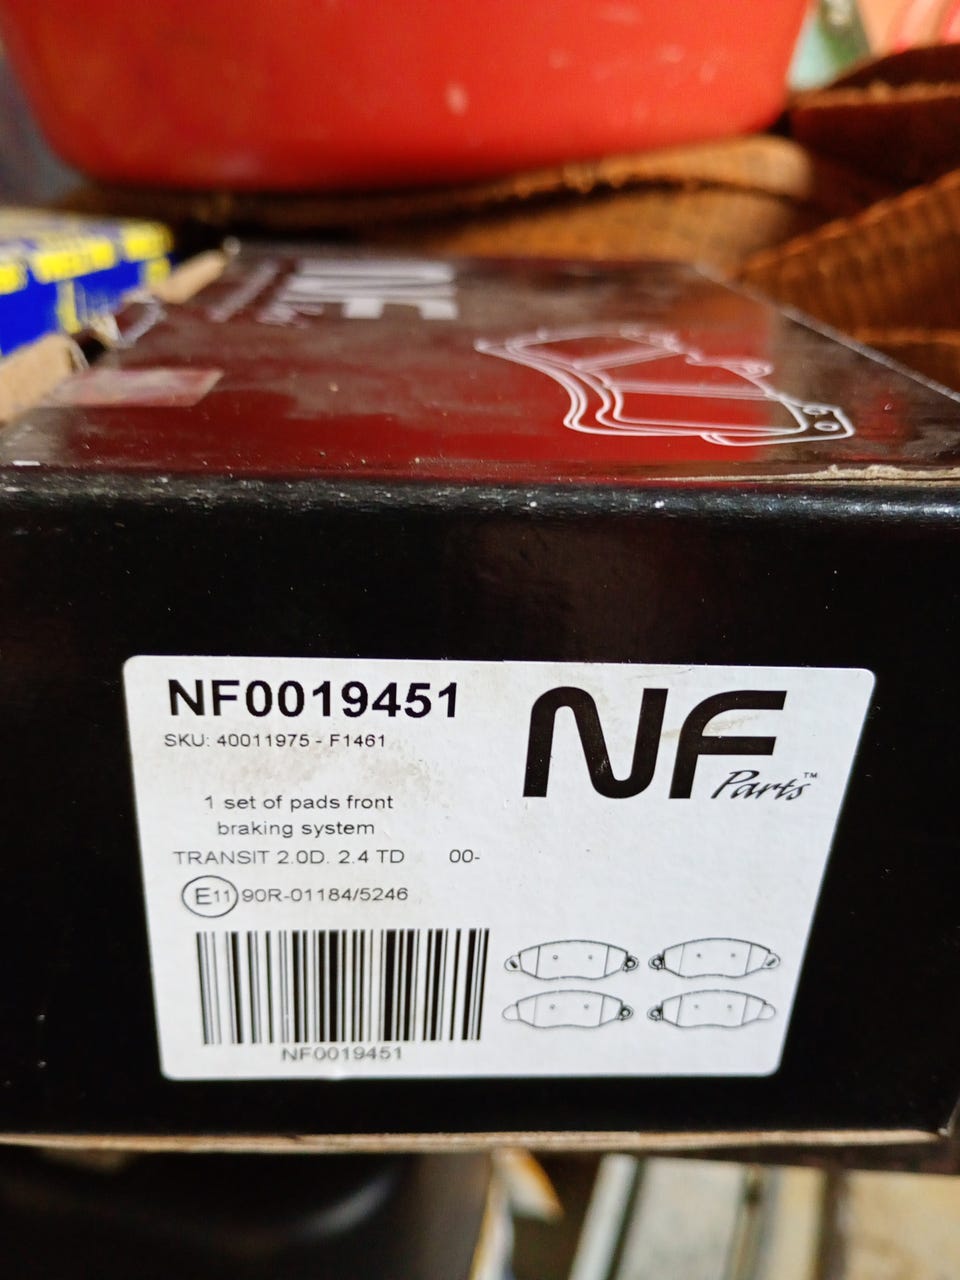 NF0019451
SKU: 40011975 - F1461
NF
Parts™
1 set of pads front
braking system
TRANSIT 2.0D. 2.4 TD 00-
E11 90R-01184/5246
NF0019451